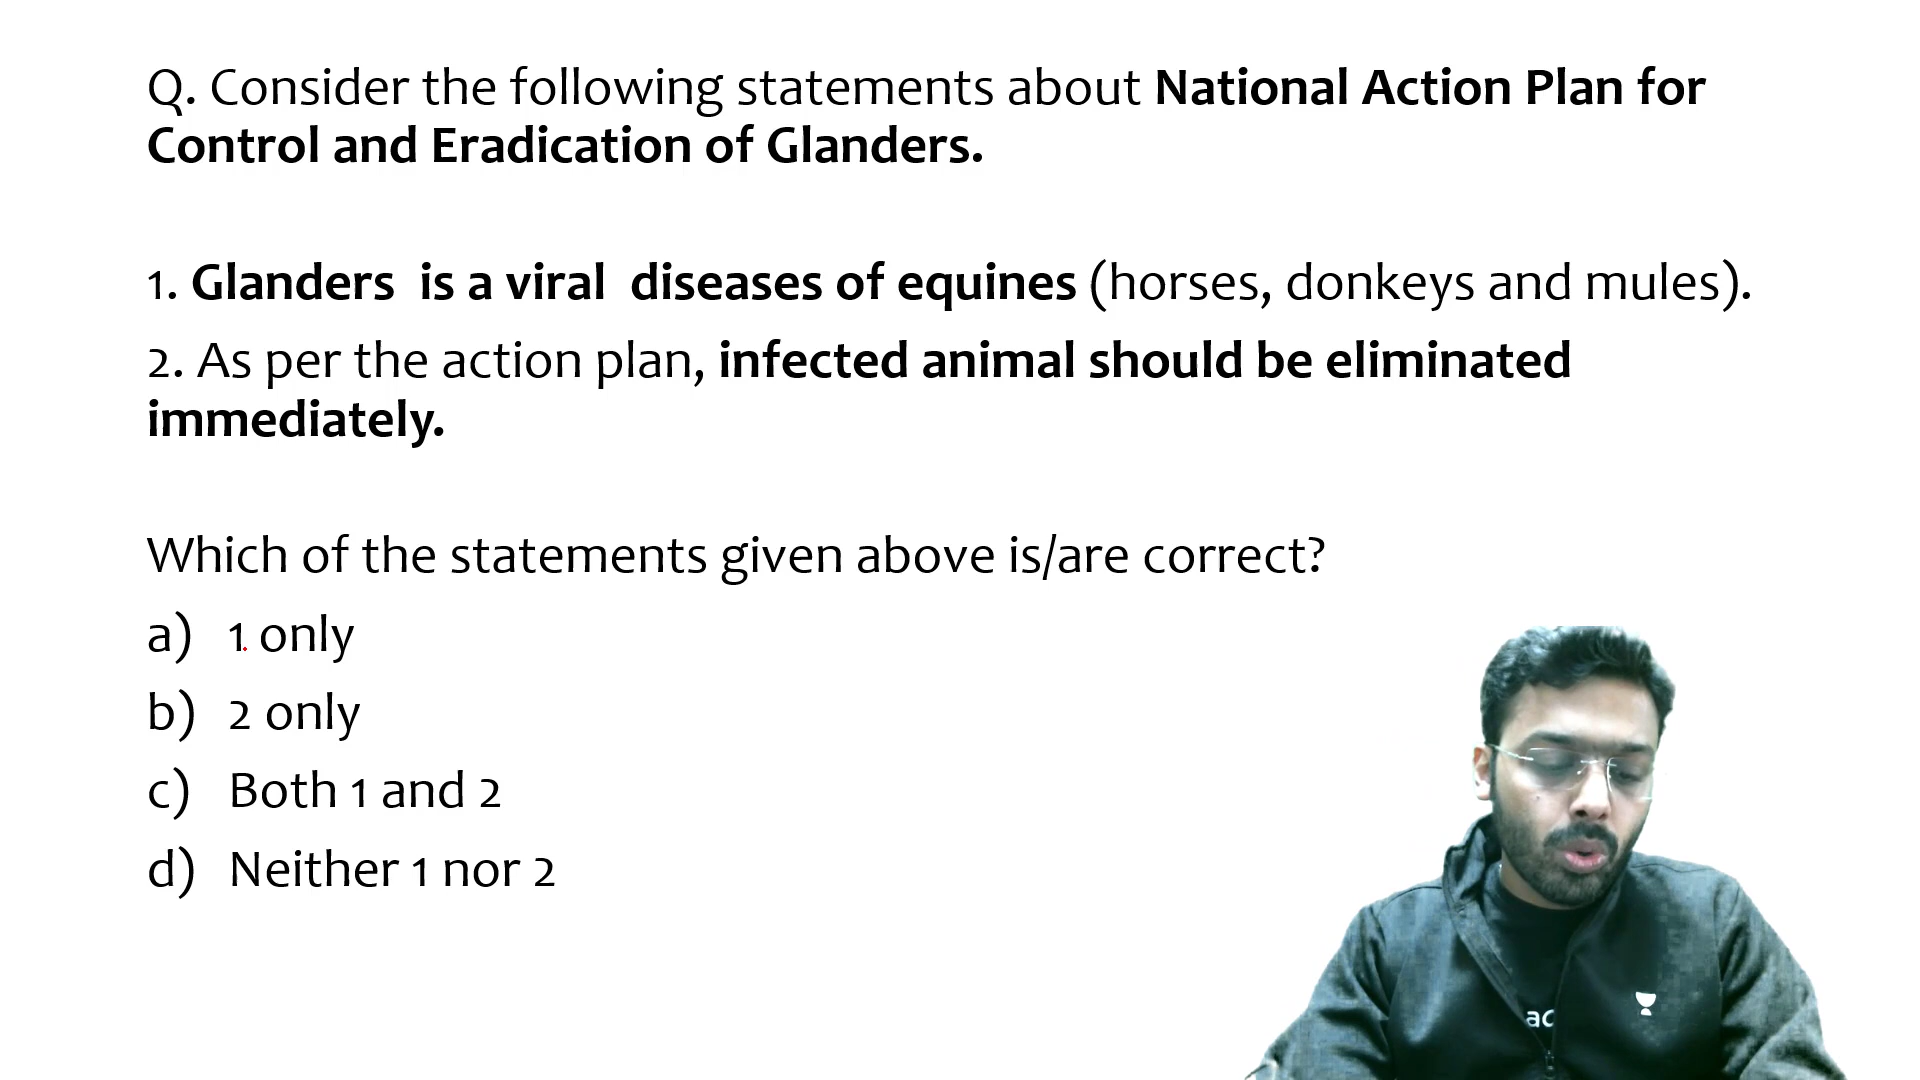 Q. Consider the following statements about National Action Plan for
Control and Eradication of Glanders.
1. Glanders is a viral diseases of equines (horses, donkeys and mules).
2. As per the action plan, infected animal should be eliminated
immediately.
Which of the statements given above is/are correct?
a) 1 only
b) 2 only
c) Both 1 and 2
d) Neither 1 nor 2
ac